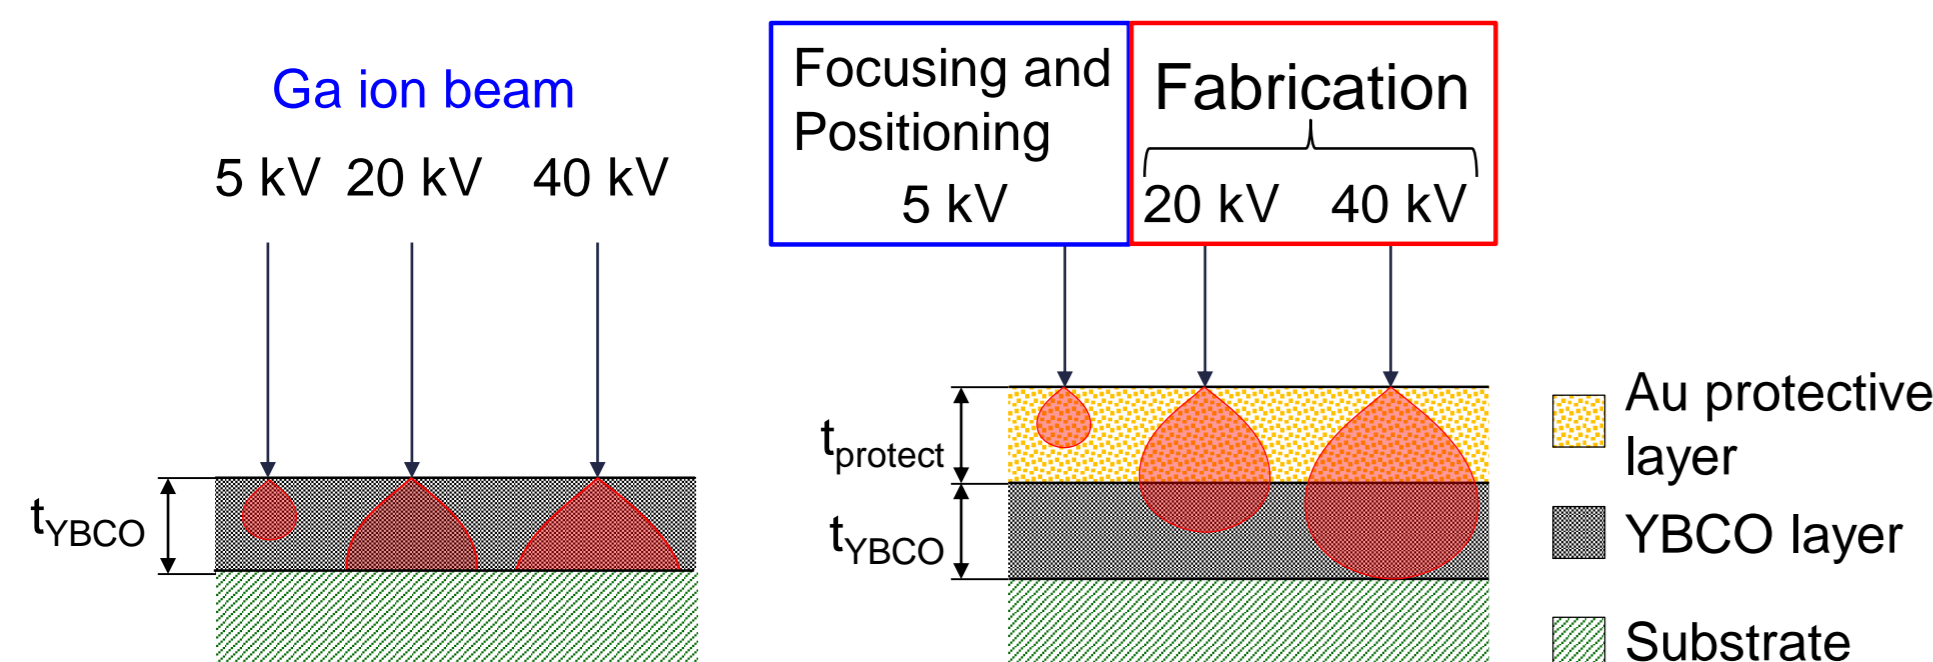 Ga ion beam
5 kV 20 kV 40 kV
tYBCO
Focusing and
Positioning
5 kV
Fabrication
20 kV 40 kV
tprotect
tYBCO
Au protective
layer
YBCO layer
Substrate